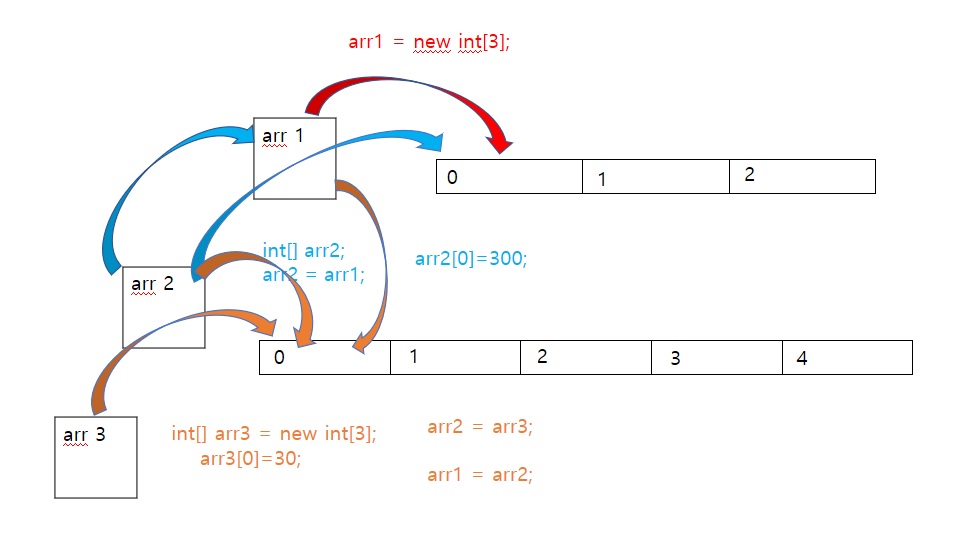 arr1 = new int[3];
arr 1
0
1
2
int[] arr2;
arr2 = arr1;
arr2[0]=300;
arr 2
0
1
2
3
4
arr 3
int[] arr3 = new int[3];
arr3[0]=30;
arr2 = arr3;
arr1 = arr2;